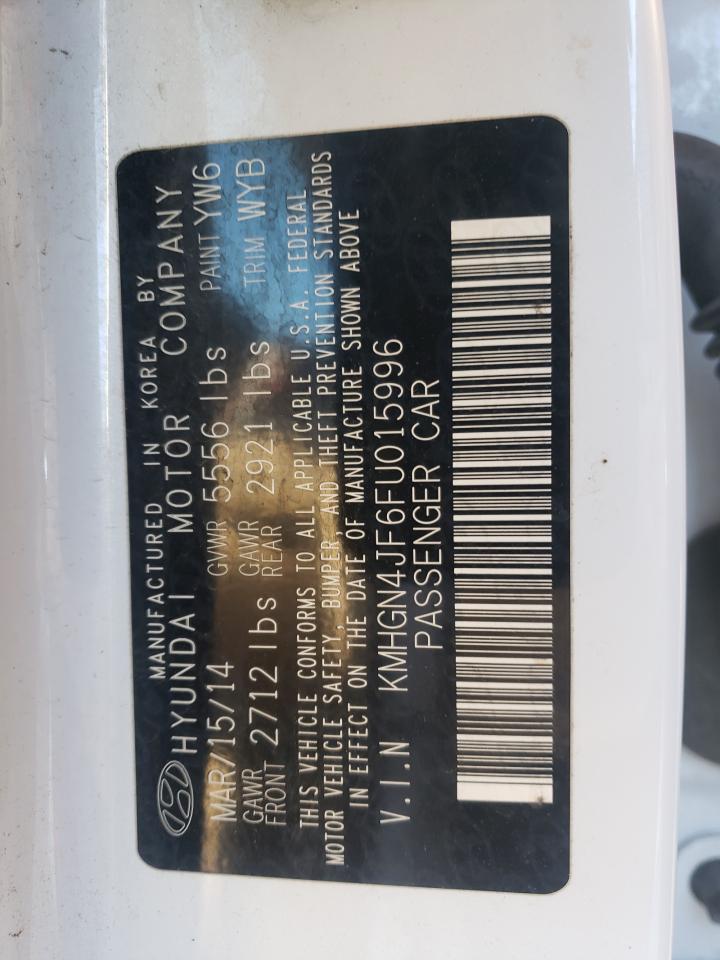 MANUFACTURED IN KOREA BY
HYUNDAI MOTOR COMPANY
MAR/15/14 GVWR 5556 lbs PAINT YW6
GAWR FRONT 2712 lbs GAWR REAR 2921 lbs TRIM WYB
THIS VEHICLE CONFORMS TO ALL APPLICABLE U.S.A. FEDERAL
MOTOR VEHICLE SAFETY, BUMPER, AND THEFT PREVENTION STANDARDS
IN EFFECT ON THE DATE OF MANUFACTURE SHOWN ABOVE
V.I.N KMHGN4JF6FU015996
PASSENGER CAR